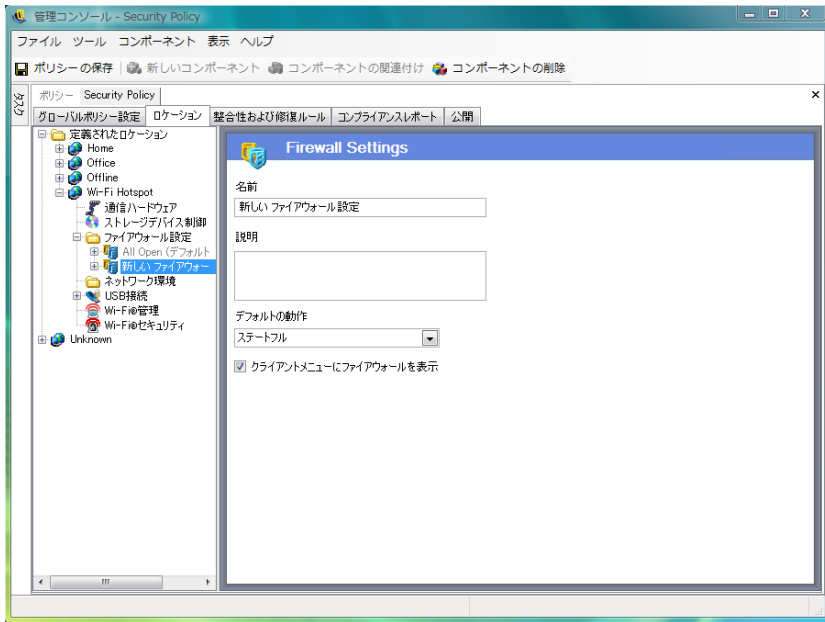 管理コンソール - Security Policy
ファイル ツール コンポーネント 表示 ヘルプ
ポリシーの保存 新しいコンポーネント コンポーネントの関連付け コンポーネントの削除
タスク
ポリシー Security Policy
グローバルポリシー設定 ロケーション 整合性および修復ルール コンプライアンスレポート 公開
定義されたロケーション
Home
Office
Offline
Wi-Fi Hotspot
通信ハードウェア
ストレージデバイス制御
ファイアウォール設定
All Open (デフォルト
新しい ファイアウォー
ネットワーク環境
USB接続
Wi-Fi®管理
Wi-Fi®セキュリティ
Unknown
Firewall Settings
名前
新しい ファイアウォール設定
説明
デフォルトの動作
ステートフル
クライアントメニューにファイアウォールを表示